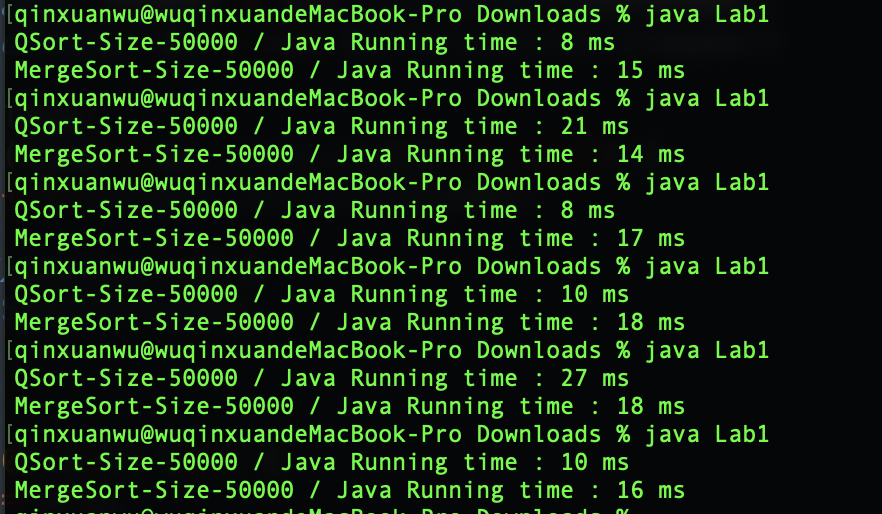 [qinxuanwu@wuqinxuandeMacBook-Pro Downloads % java Lab1
QSort-Size-50000 / Java Running time : 8 ms
MergeSort-Size-50000 / Java Running time : 15 ms
[qinxuanwu@wuqinxuandeMacBook-Pro Downloads % java Lab1
QSort-Size-50000 / Java Running time : 21 ms
MergeSort-Size-50000 / Java Running time : 14 ms
[qinxuanwu@wuqinxuandeMacBook-Pro Downloads % java Lab1
QSort-Size-50000 / Java Running time : 8 ms
MergeSort-Size-50000 / Java Running time : 17 ms
[qinxuanwu@wuqinxuandeMacBook-Pro Downloads % java Lab1
QSort-Size-50000 / Java Running time : 10 ms
MergeSort-Size-50000 / Java Running time : 18 ms
[qinxuanwu@wuqinxuandeMacBook-Pro Downloads % java Lab1
QSort-Size-50000 / Java Running time : 27 ms
MergeSort-Size-50000 / Java Running time : 18 ms
[qinxuanwu@wuqinxuandeMacBook-Pro Downloads % java Lab1
QSort-Size-50000 / Java Running time : 10 ms
MergeSort-Size-50000 / Java Running time : 16 ms
qinxuanwu@wuqinxuandeMacBook-Pro Downloads %